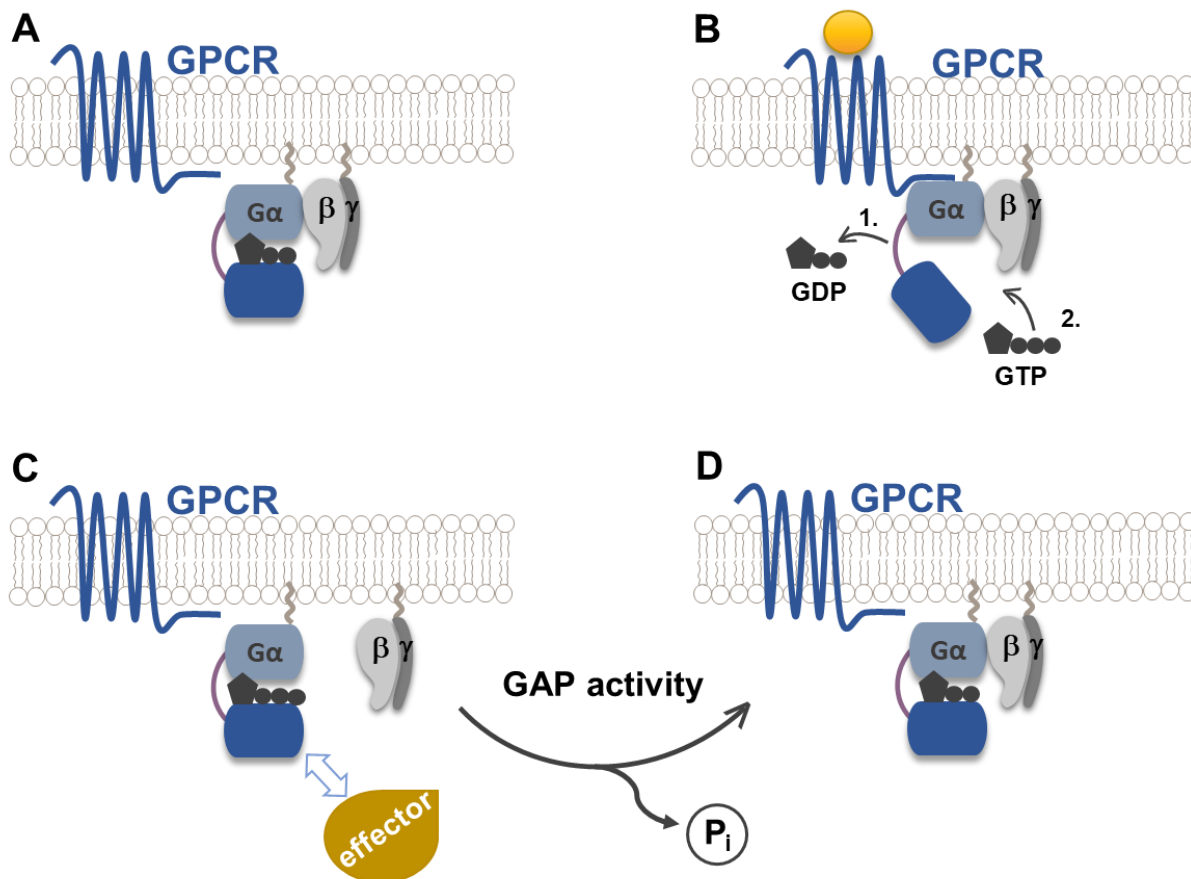 A
GPCR
Gα
β
γ
B
GPCR
Gα
β
γ
1.
GDP
2.
GTP
C
GPCR
Gα
β
γ
effector
GAP activity
Pi
D
GPCR
Gα
β
γ